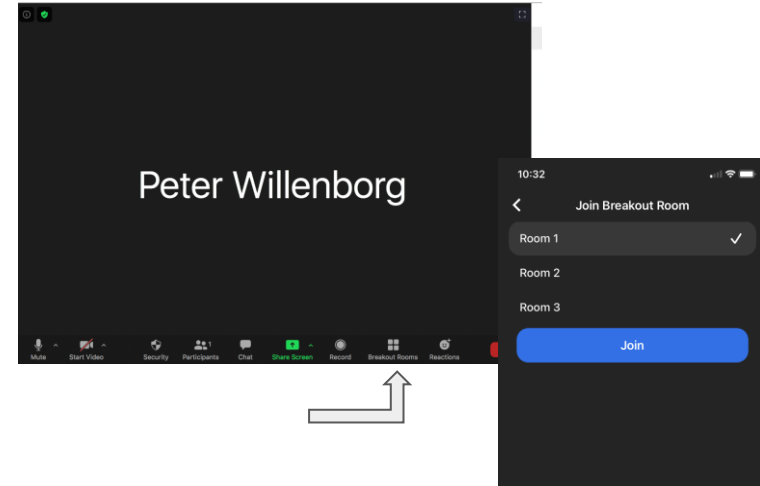 Peter Willenborg
Mute
Start Video
Security
Participants
1
Chat
Share Screen
Record
Breakout Rooms
Reactions
10:32
Join Breakout Room
Room 1
Room 2
Room 3
Join